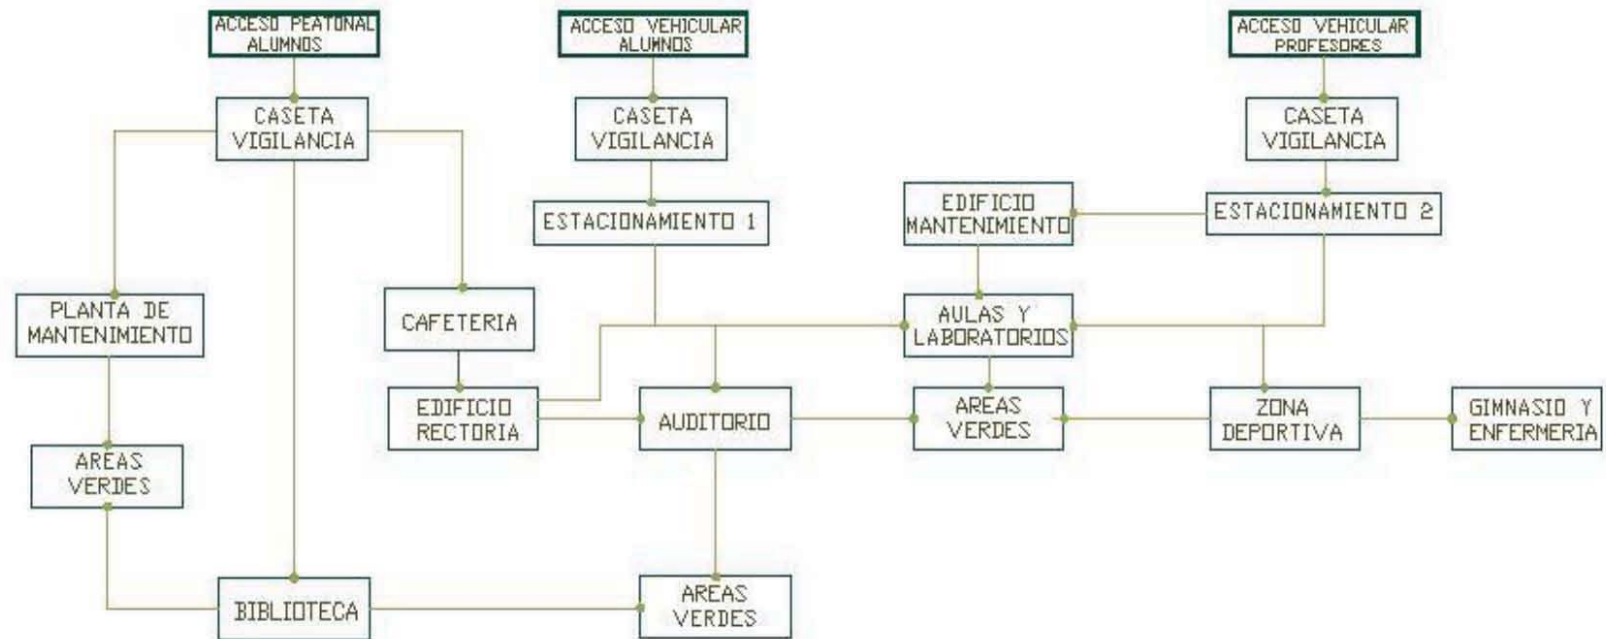 ACCESO PEATONAL
ALUMNOS
ACCESO VEHICULAR
ALUMNOS
ACCESO VEHICULAR
PROFESORES
CASETA
VIGILANCIA
CASETA
VIGILANCIA
CASETA
VIGILANCIA
ESTACIONAMIENTO 1
EDIFICIO
MANTENIMIENTO
ESTACIONAMIENTO 2
PLANTA DE
MANTENIMIENTO
CAFETERIA
AULAS Y
LABORATORIOS
EDIFICIO
RECTORIA
AUDITORIO
AREAS
VERDES
ZONA
DEPORTIVA
GIMNASIO Y
ENFERMERIA
AREAS
VERDES
BIBLIOTECA
AREAS
VERDES